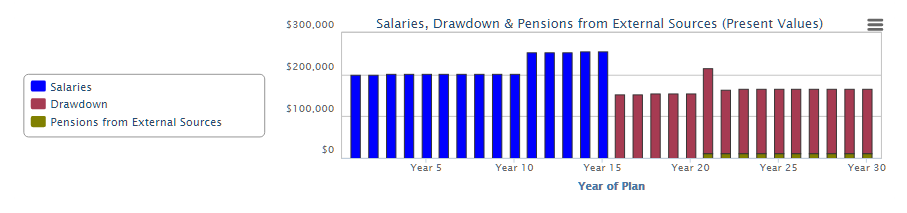 Salaries, Drawdown & Pensions from External Sources (Present Values)
$300,000
$200,000
$100,000
$0
Salaries
Drawdown
Pensions from External Sources
Year 5 Year 10 Year 15 Year 20 Year 25 Year 30
Year of Plan